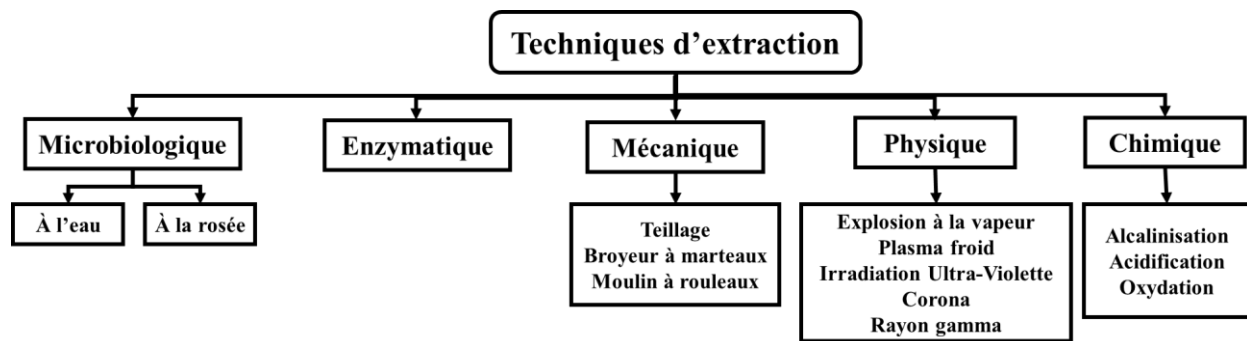 Techniques d’extraction
Microbiologique
Enzymatique
Mécanique
Physique
Chimique
À l’eau
À la rosée
Teillage
Broyeur à marteaux
Moulin à rouleaux
Explosion à la vapeur
Plasma froid
Irradiation Ultra-Violette
Corona
Rayon gamma
Alcalinisation
Acidification
Oxydation